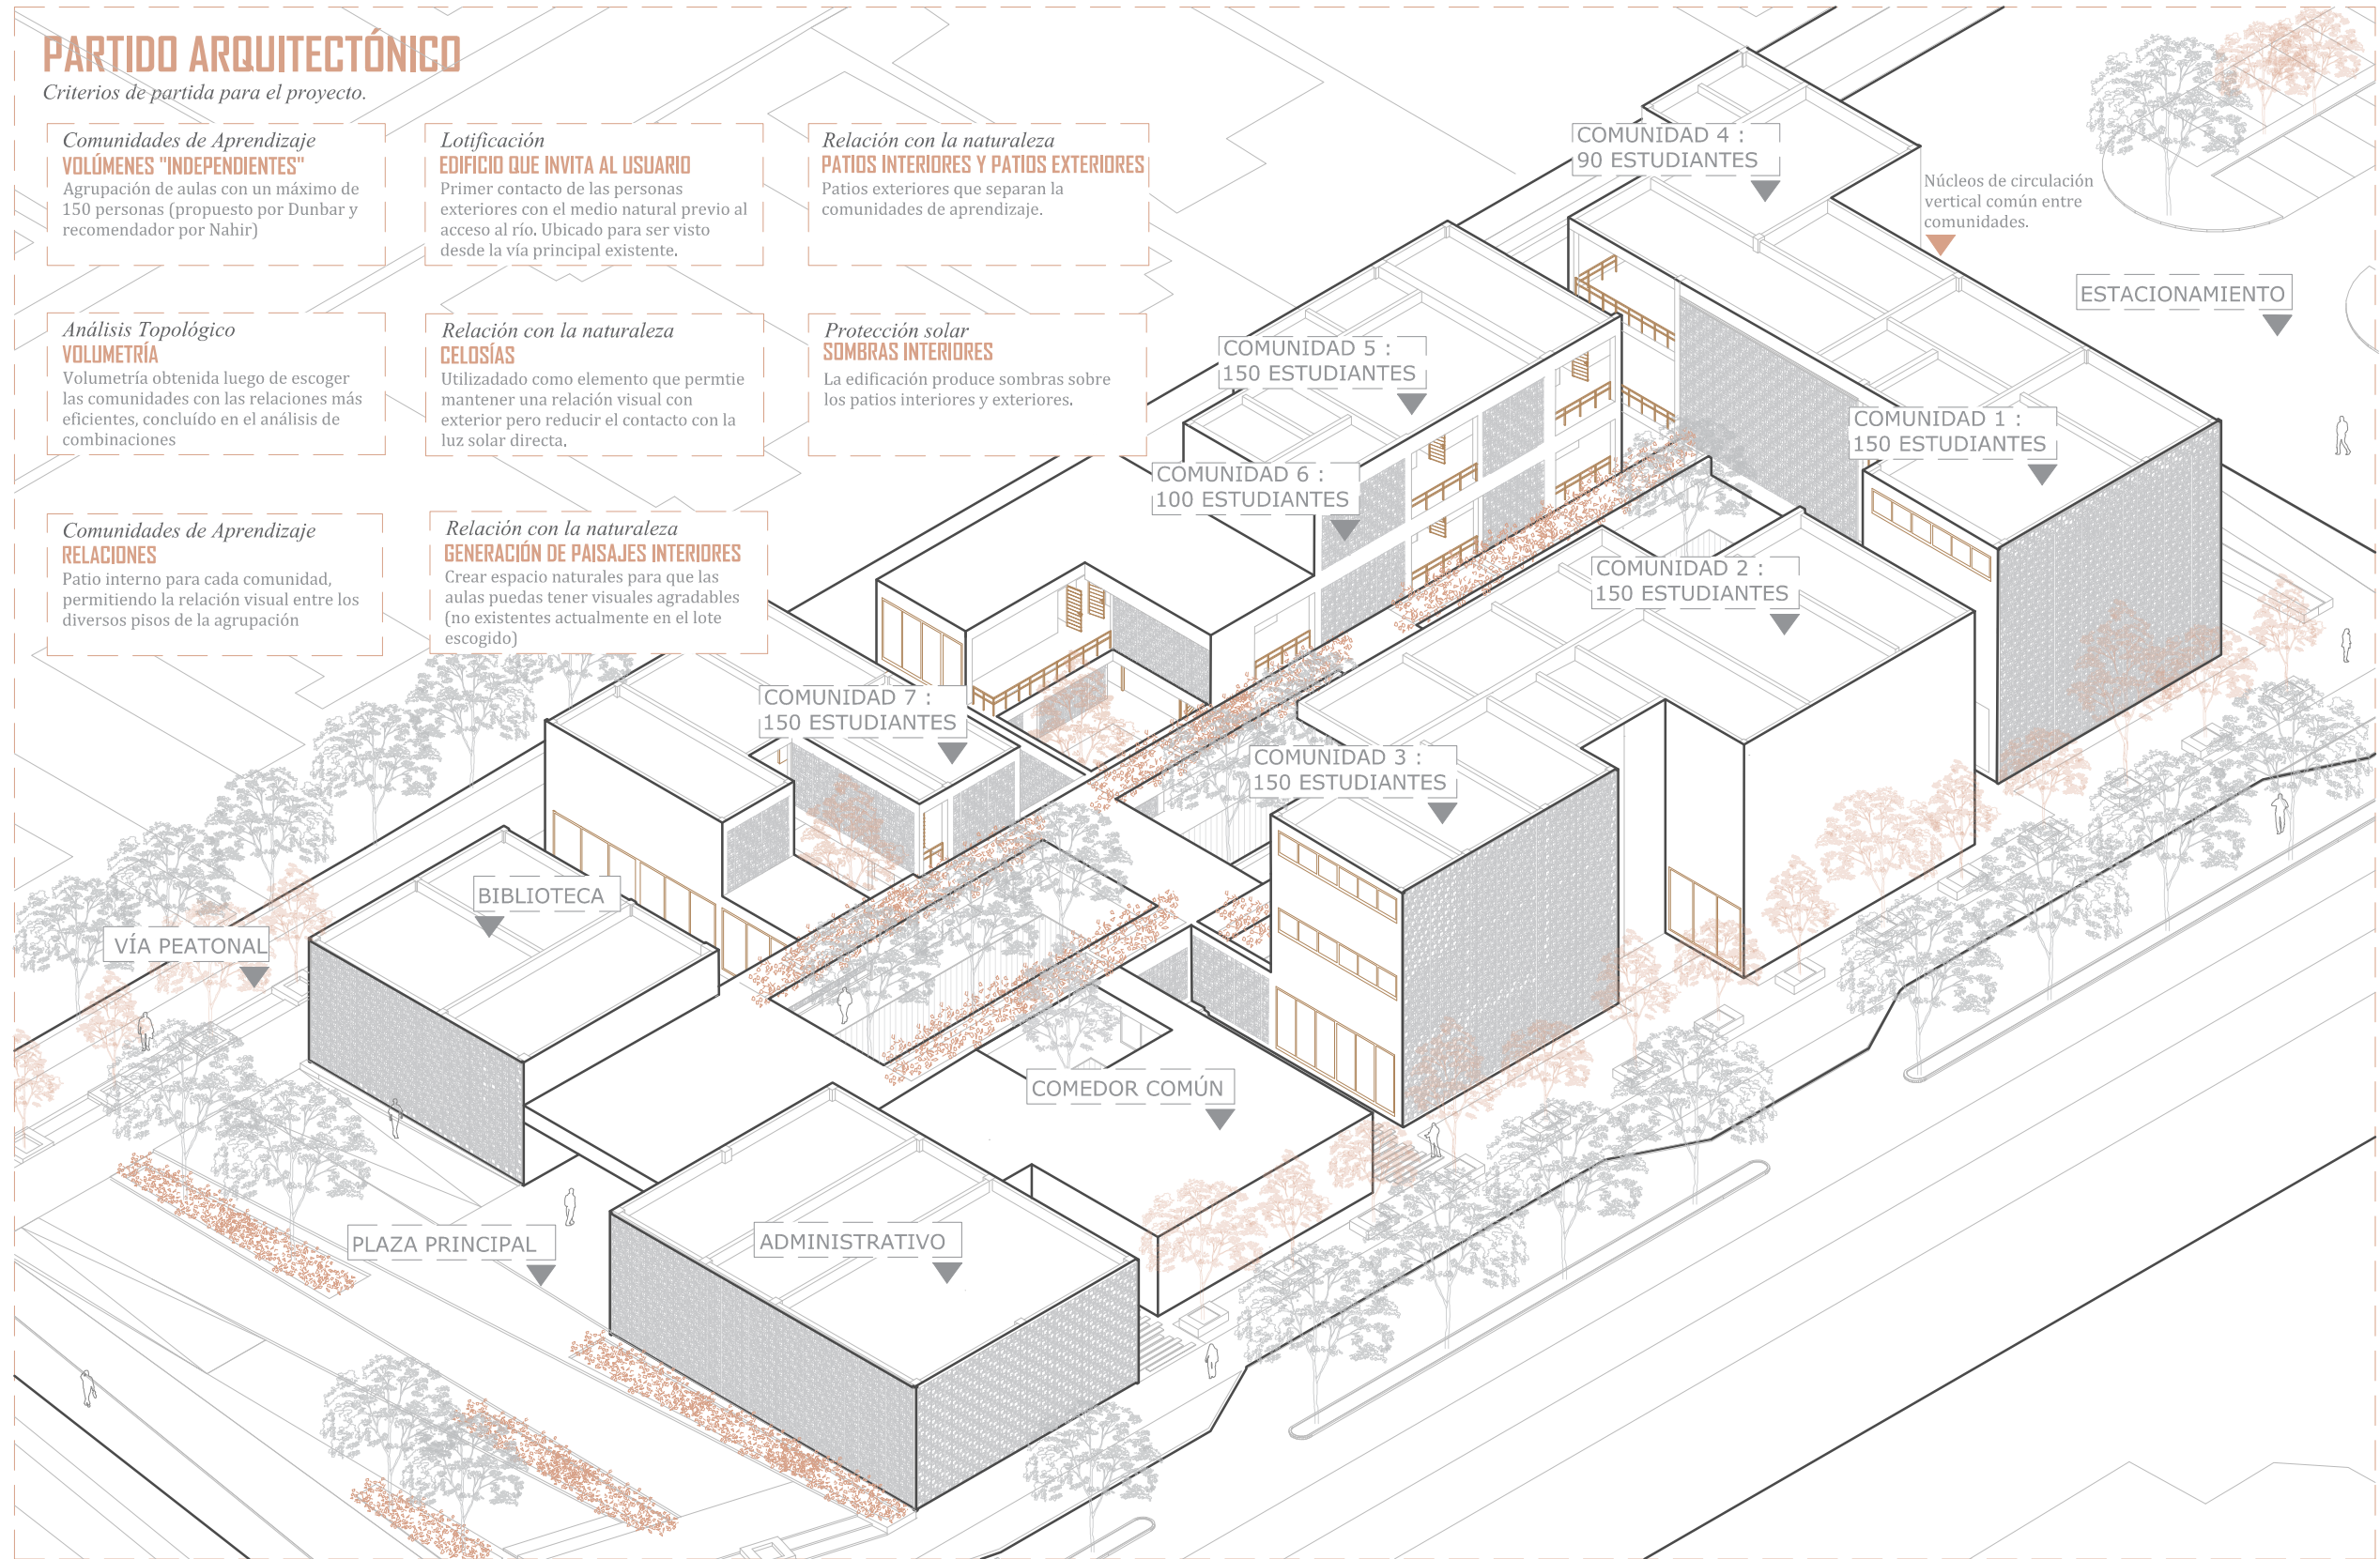 PARTIDO ARQUITECTÓNICO
Criterios de partida para el proyecto.
Comunidades de Aprendizaje
VOLÚMENES "INDEPENDIENTES"
Agrupación de aulas con un máximo de
150 personas (propuesto por Dunbar y
recomendador por Nahir)
Lotificación
EDIFICIO QUE INVITA AL USUARIO
Primer contacto de las personas
exteriores con el medio natural previo al
acceso al río. Ubicado para ser visto
desde la vía principal existente.
Relación con la naturaleza
PATIOS INTERIORES Y PATIOS EXTERIORES
Patios exteriores que separan la
comunidades de aprendizaje.
Análisis Topológico
VOLUMETRÍA
Volumetría obtenida luego de escoger
las comunidades con las relaciones más
eficientes, concluído en el análisis de
combinaciones
Relación con la naturaleza
CELOSÍAS
Utilizadado como elemento que permtie
mantener una relación visual con
exterior pero reducir el contacto con la
luz solar directa.
Protección solar
SOMBRAS INTERIORES
La edificación produce sombras sobre
los patios interiores y exteriores.
Comunidades de Aprendizaje
RELACIONES
Patio interno para cada comunidad,
permitiendo la relación visual entre los
diversos pisos de la agrupación
Relación con la naturaleza
GENERACIÓN DE PAISAJES INTERIORES
Crear espacio naturales para que las
aulas puedas tener visuales agradables
(no existentes actualmente en el lote
escogido)
COMUNIDAD 4 :
90 ESTUDIANTES
Núcleos de circulación
vertical común entre
comunidades.
ESTACIONAMIENTO
COMUNIDAD 5 :
150 ESTUDIANTES
COMUNIDAD 1 :
150 ESTUDIANTES
COMUNIDAD 6 :
100 ESTUDIANTES
COMUNIDAD 2 :
150 ESTUDIANTES
COMUNIDAD 7 :
150 ESTUDIANTES
COMUNIDAD 3 :
150 ESTUDIANTES
BIBLIOTECA
VÍA PEATONAL
COMEDOR COMÚN
PLAZA PRINCIPAL
ADMINISTRATIVO